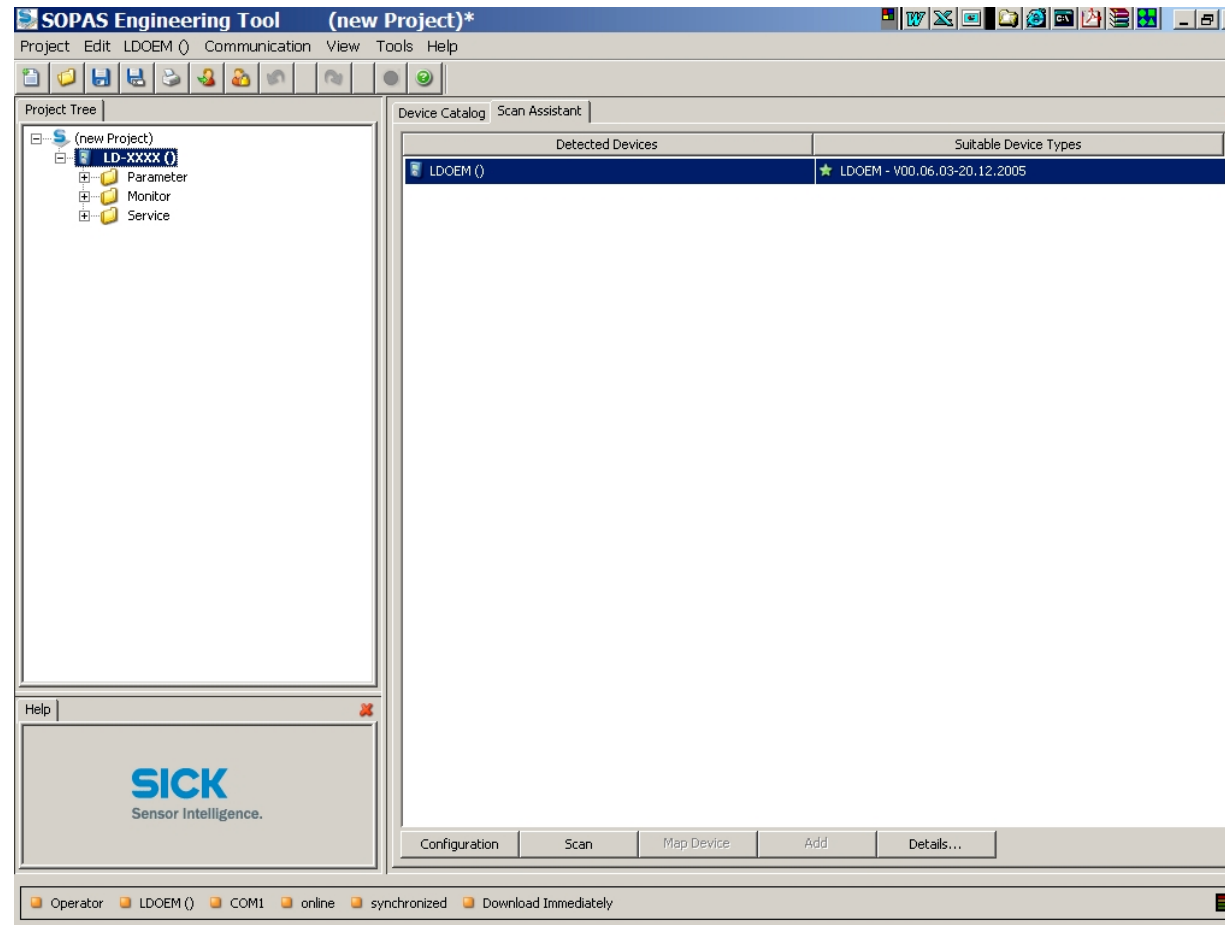 SOPAS Engineering Tool (new Project)*
Project Edit LDOEM () Communication View Tools Help
Project Tree
(new Project)
LD-XXXX ()
Parameter
Monitor
Service
Device Catalog Scan Assistant
Detected Devices Suitable Device Types
LDOEM () LDOEM - V00.06.03-20.12.2005
Help
SICK
Sensor Intelligence.
Configuration Scan Map Device Add Details...
Operator LDOEM () COM1 online synchronized Download Immediately